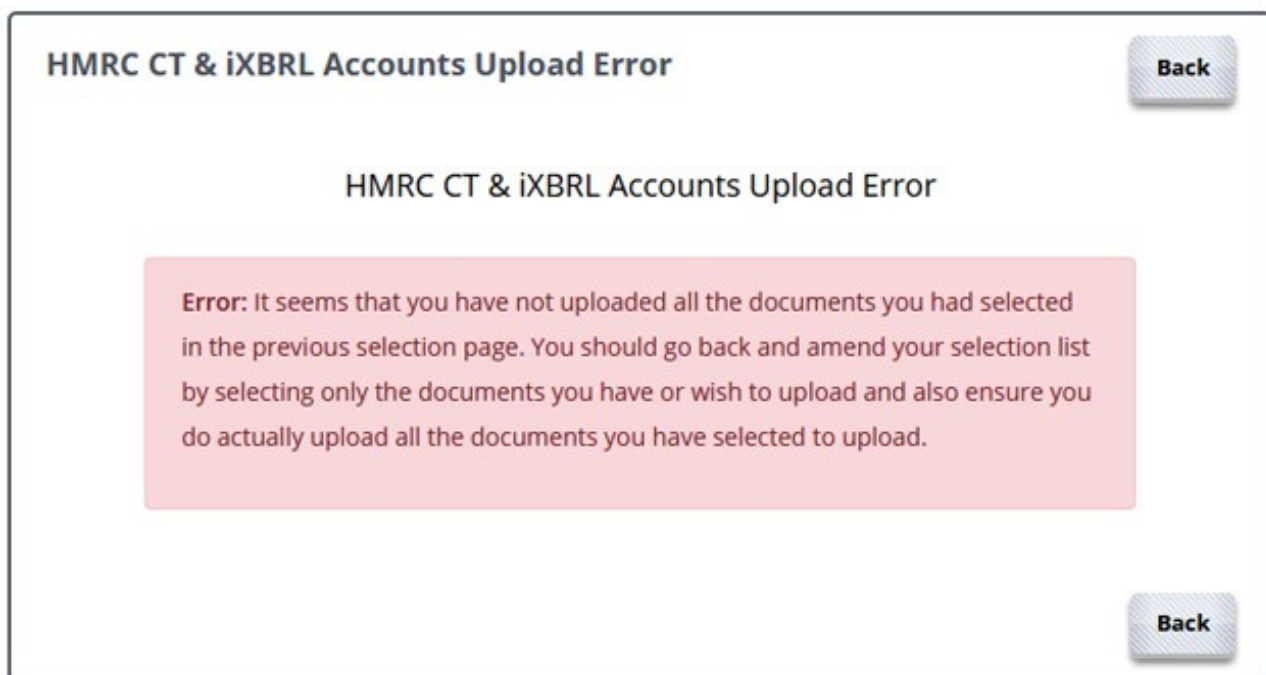 HMRC CT & iXBRL Accounts Upload Error
Back
HMRC CT & iXBRL Accounts Upload Error
Error: It seems that you have not uploaded all the documents you had selected
in the previous selection page. You should go back and amend your selection list
by selecting only the documents you have or wish to upload and also ensure you
do actually upload all the documents you have selected to upload.
Back